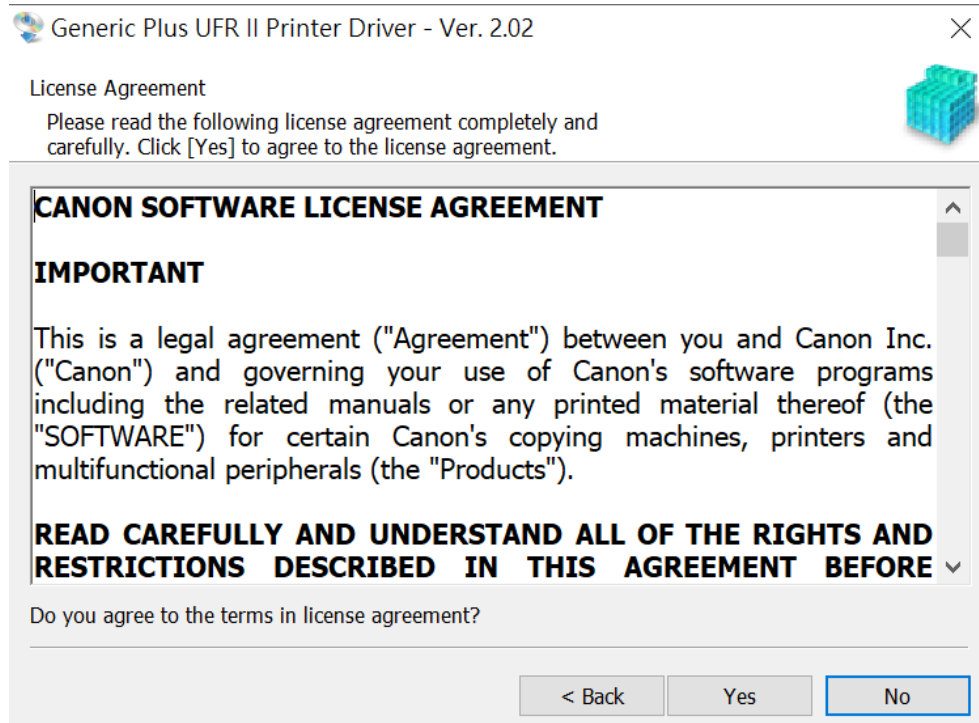 Generic Plus UFR II Printer Driver - Ver. 2.02
License Agreement
Please read the following license agreement completely and
carefully. Click [Yes] to agree to the license agreement.
CANON SOFTWARE LICENSE AGREEMENT
IMPORTANT
This is a legal agreement ("Agreement") between you and Canon Inc.
("Canon") and governing your use of Canon's software programs
including the related manuals or any printed material thereof (the
"SOFTWARE") for certain Canon's copying machines, printers and
multifunctional peripherals (the "Products").
READ CAREFULLY AND UNDERSTAND ALL OF THE RIGHTS AND
RESTRICTIONS DESCRIBED IN THIS AGREEMENT BEFORE
Do you agree to the terms in license agreement?
< Back Yes No